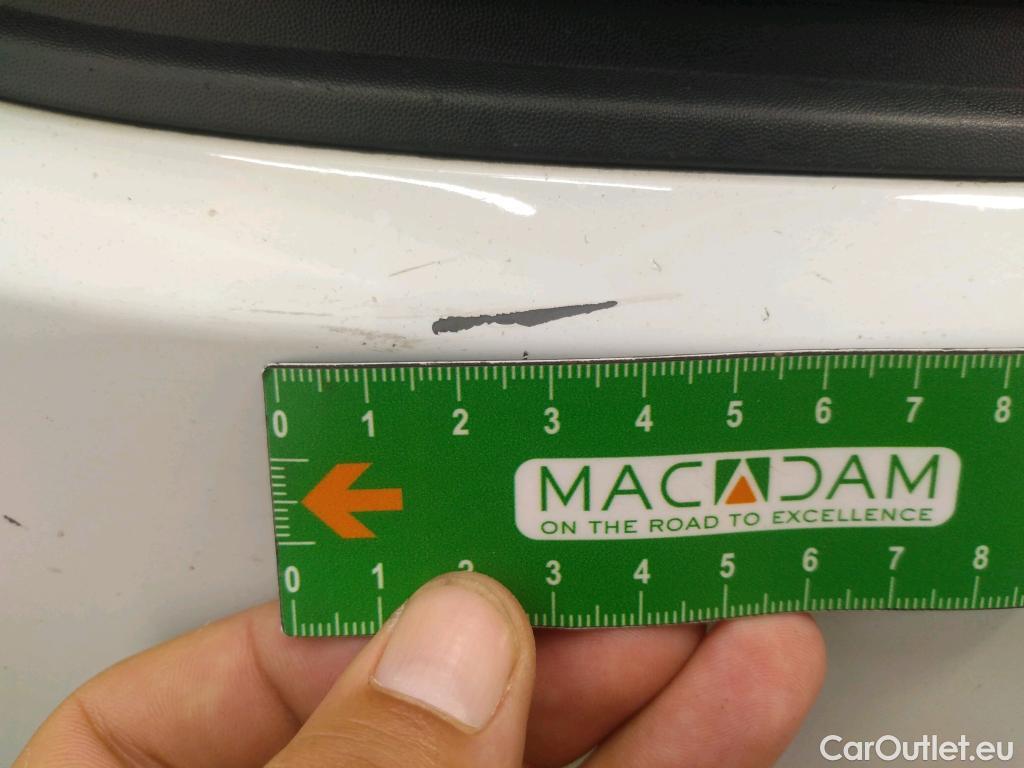 0 1 2 3 4 5 6 7 8
MACADAM
ON THE ROAD TO EXCELLENCE
0 1 2 3 4 5 6 7 8
CarOutlet.eu